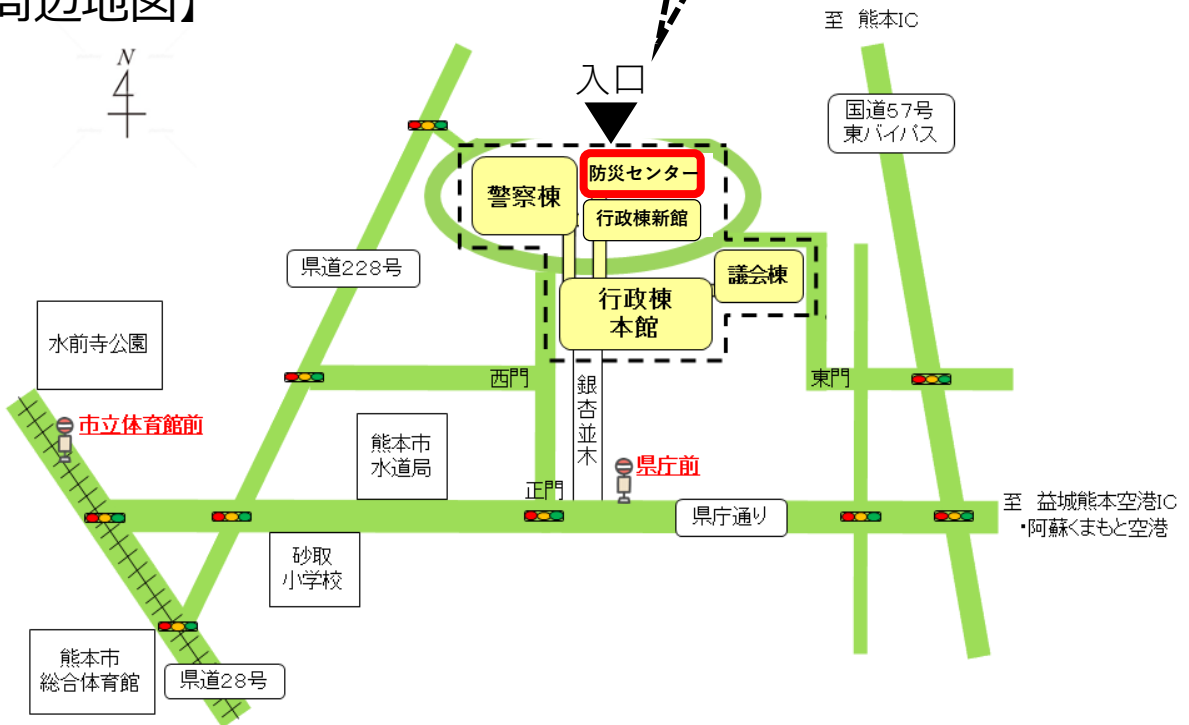 周辺地図】
至 熊本IC
N
入口
国道57号
東バイパス
防災センター
警察棟
行政棟新館
県道228号
議会棟
行政棟
本館
水前寺公園
西門
東門
銀杏並木
市立体育館前
熊本市
水道局
県庁前
正門
県庁通り
至 益城熊本空港IC
・阿蘇くまもと空港
砂取
小学校
熊本市
総合体育館
県道28号